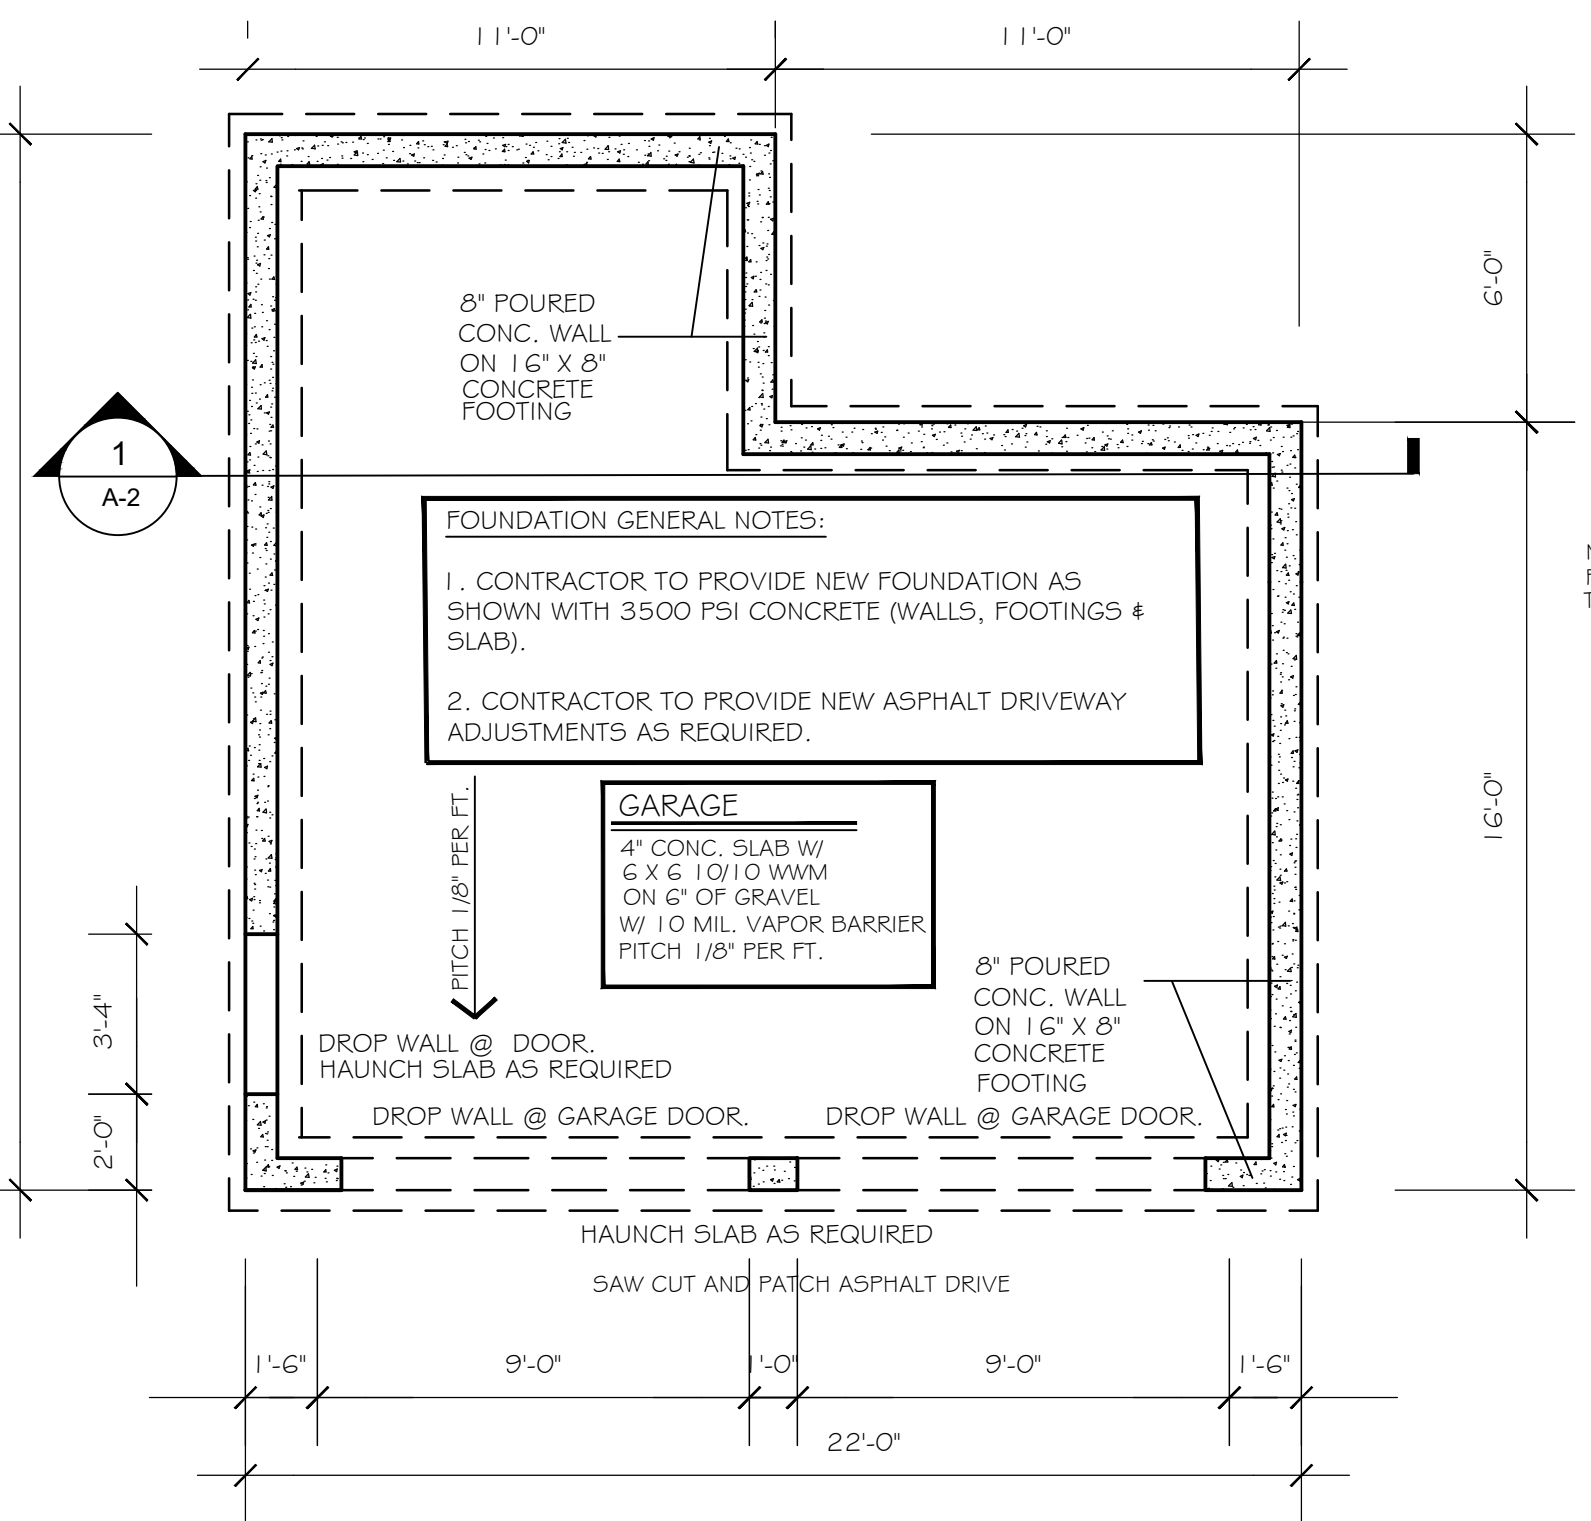 11'-0"
11'-0"
6'-0"
8" POURED
CONC. WALL
ON 16" X 8"
CONCRETE
FOOTING
1
A-2
FOUNDATION GENERAL NOTES:
1. CONTRACTOR TO PROVIDE NEW FOUNDATION AS
SHOWN WITH 3500 PSI CONCRETE (WALLS, FOOTINGS &
SLAB).
2. CONTRACTOR TO PROVIDE NEW ASPHALT DRIVEWAY
ADJUSTMENTS AS REQUIRED.
16'-0"
PITCH 1/8" PER FT.
GARAGE
4" CONC. SLAB W/
6 X 6 10/10 WWM
ON 6" OF GRAVEL
W/ 10 MIL. VAPOR BARRIER
PITCH 1/8" PER FT.
8" POURED
CONC. WALL
ON 16" X 8"
CONCRETE
FOOTING
3'-4"
DROP WALL @ DOOR.
HAUNCH SLAB AS REQUIRED
2'-0"
DROP WALL @ GARAGE DOOR.
DROP WALL @ GARAGE DOOR.
HAUNCH SLAB AS REQUIRED
SAW CUT AND PATCH ASPHALT DRIVE
1'-6"
9'-0"
1'-0"
9'-0"
1'-6"
22'-0"